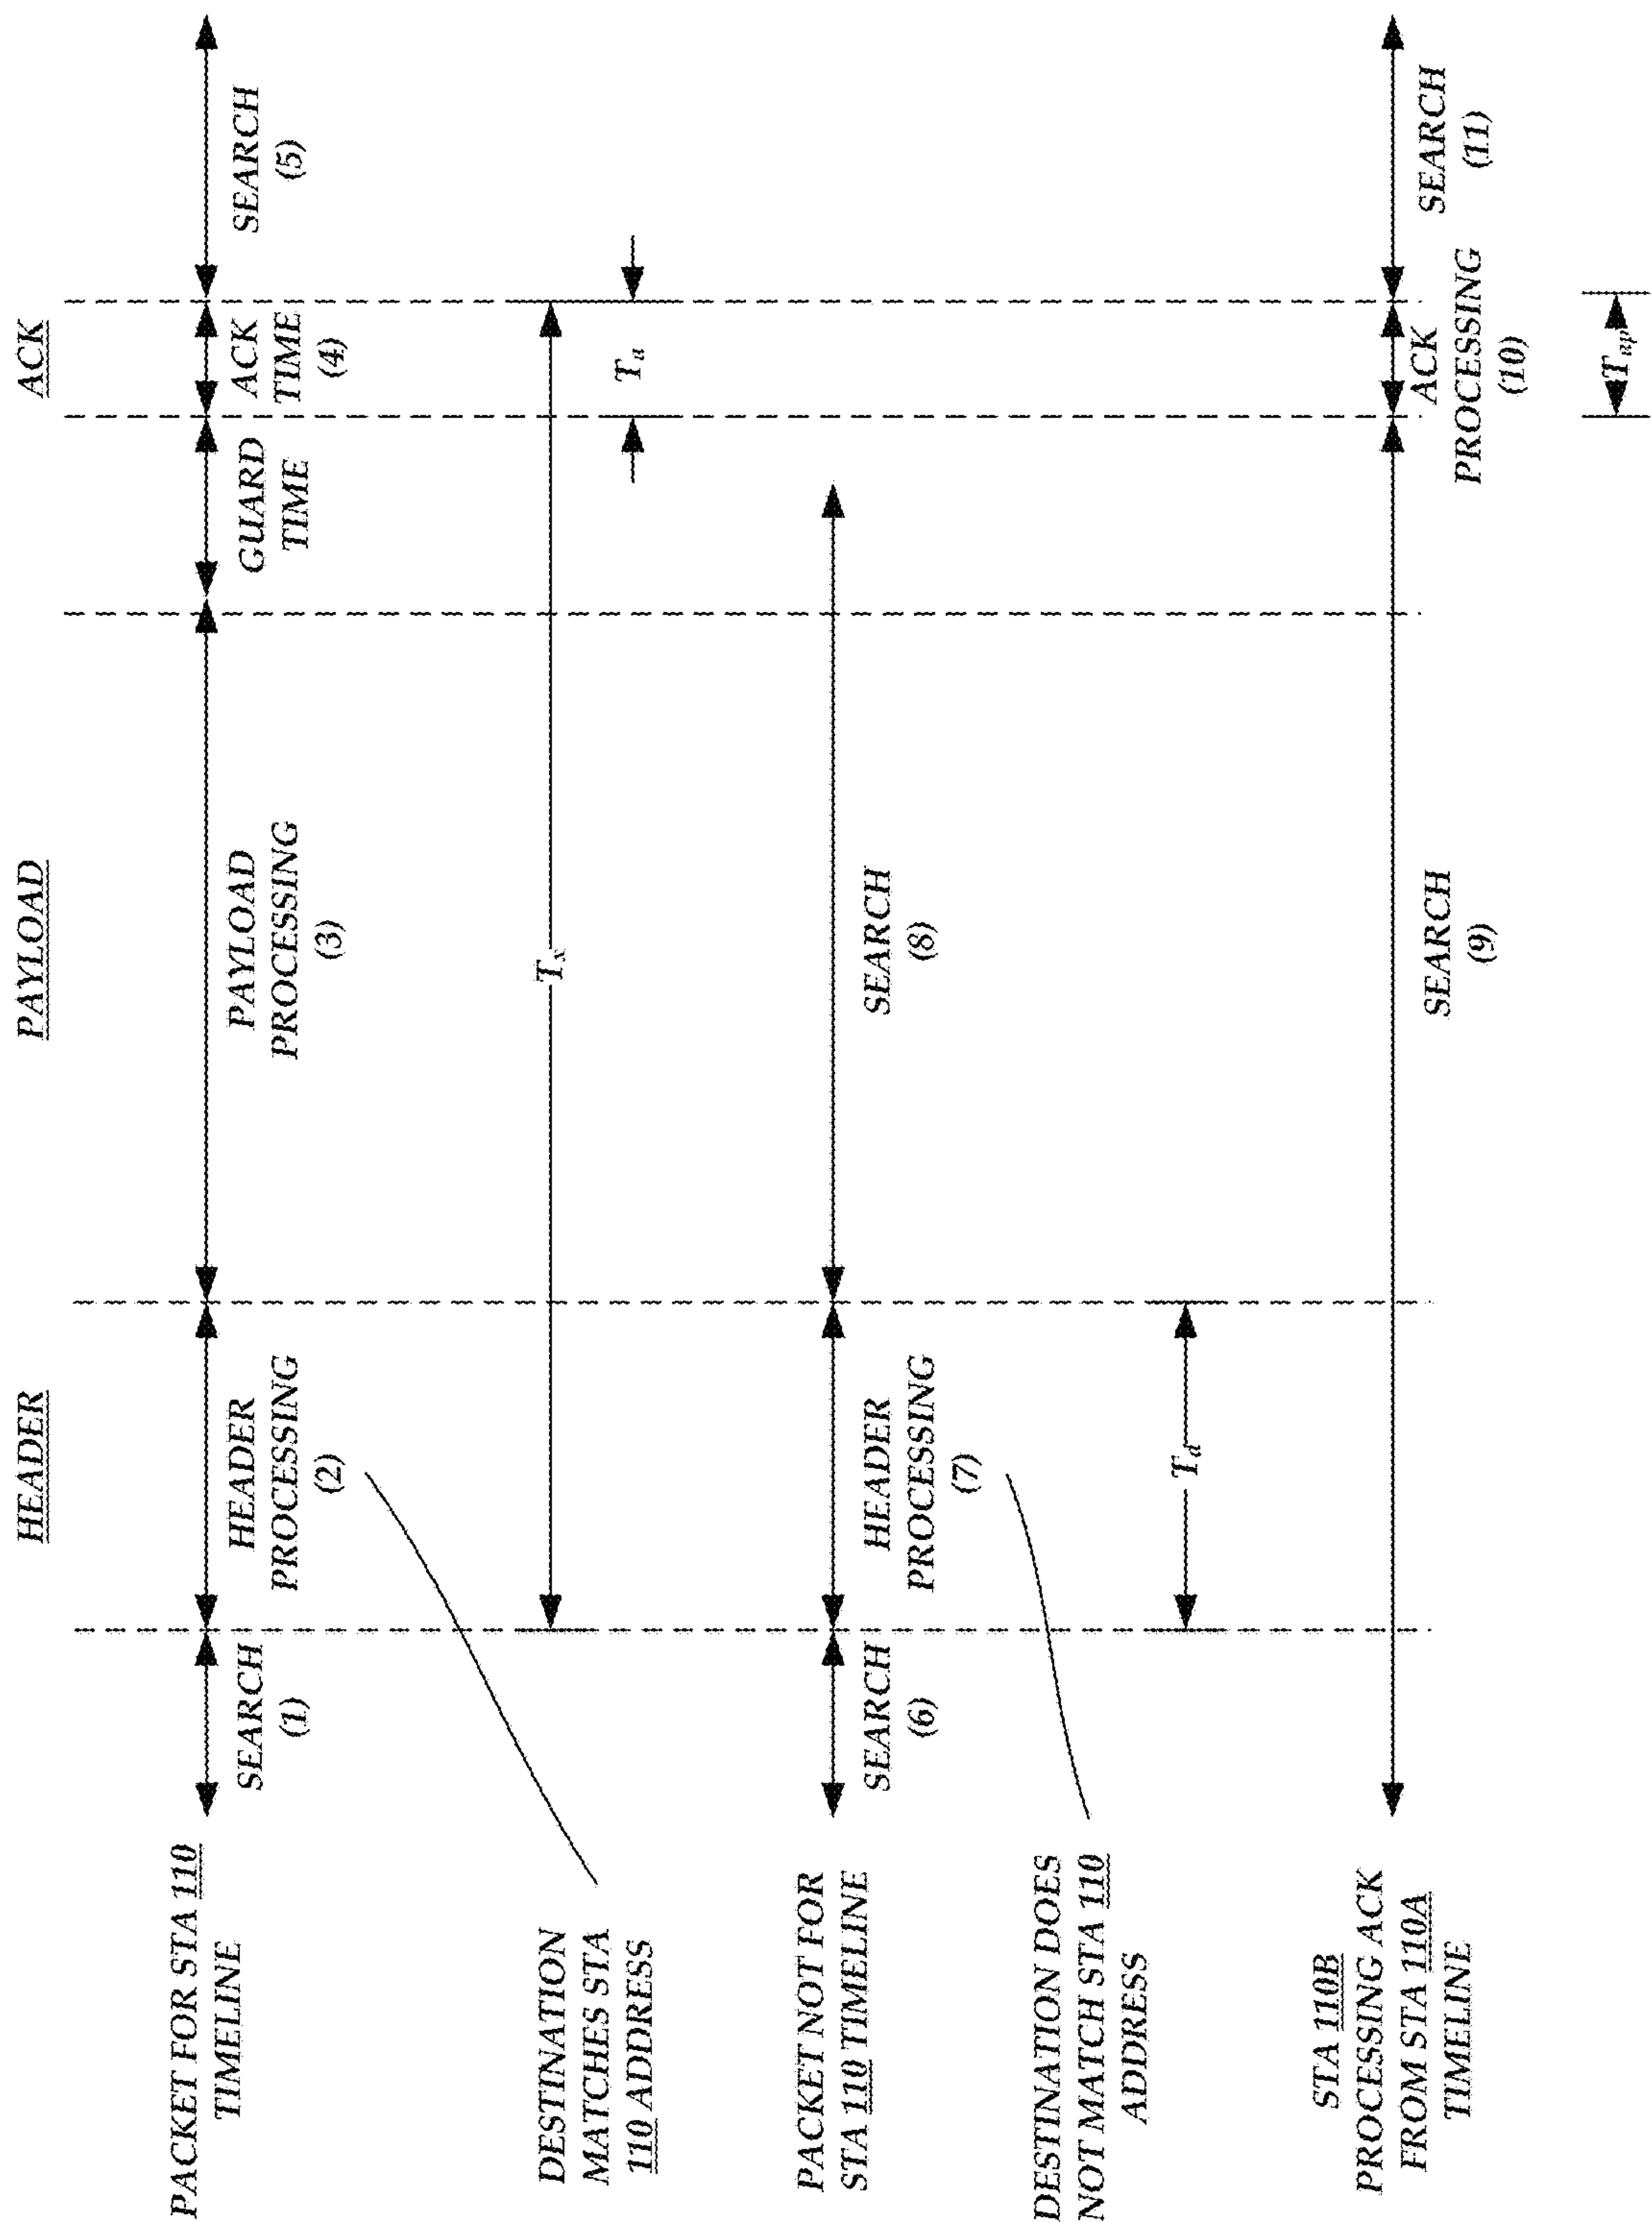 HEADER
PAYLOAD
ACK
PACKET FOR STA 110
TIMELINE
SEARCH
(1)
HEADER
PROCESSING
(2)
PAYLOAD
PROCESSING
(3)
GUARD
TIME
ACK
TIME
(4)
SEARCH
(5)
DESTINATION
MATCHES STA
110 ADDRESS
Tx
Ta
PACKET NOT FOR
STA 110 TIMELINE
SEARCH
(6)
HEADER
PROCESSING
(7)
SEARCH
(8)
DESTINATION DOES
NOT MATCH STA 110
ADDRESS
Td
STA 110B
PROCESSING ACK
FROM STA 110A
TIMELINE
SEARCH
(9)
ACK
PROCESSING
(10)
SEARCH
(11)
Tap